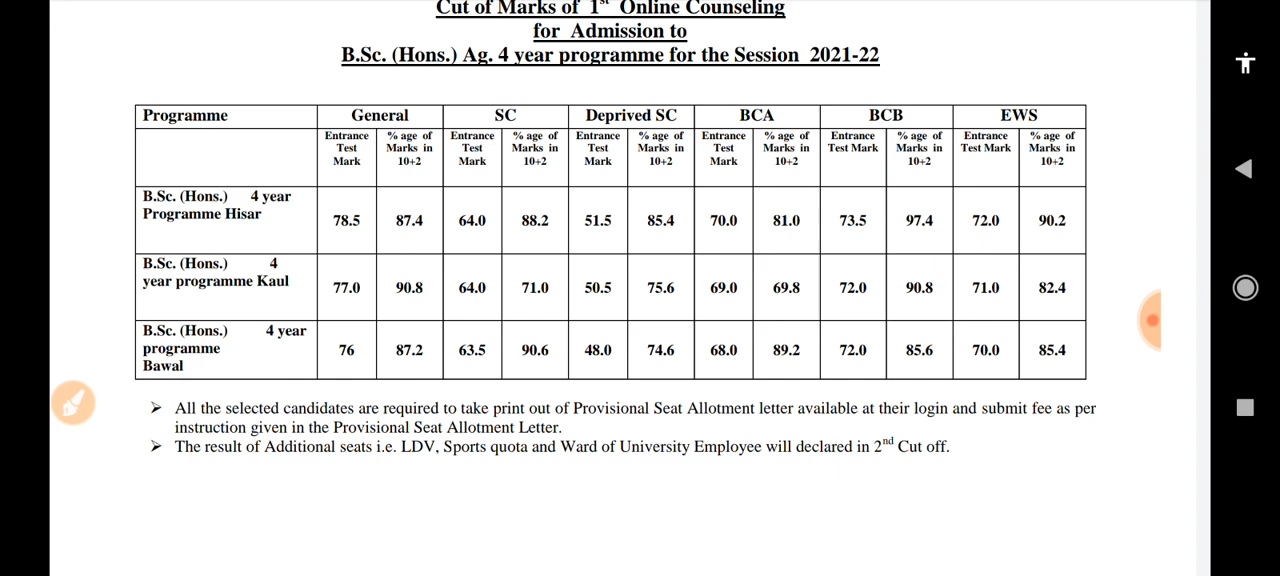 Cut of Marks of 1st Online Counseling
for Admission to
B.Sc. (Hons.) Ag. 4 year programme for the Session 2021-22
Programme General SC Deprived SC BCA BCB EWS
Entrance Test Mark % age of Marks in 10+2 Entrance Test Mark % age of Marks in 10+2 Entrance Test Mark % age of Marks in 10+2 Entrance Test Mark % age of Marks in 10+2 Entrance Test Mark % age of Marks in 10+2 Entrance Test Mark % age of Marks in 10+2
B.Sc. (Hons.) 4 year
Programme Hisar 78.5 87.4 64.0 88.2 51.5 85.4 70.0 81.0 73.5 97.4 72.0 90.2
B.Sc. (Hons.) 4
year programme Kaul 77.0 90.8 64.0 71.0 50.5 75.6 69.0 69.8 72.0 90.8 71.0 82.4
B.Sc. (Hons.) 4 year
programme 76 87.2 63.5 90.6 48.0 74.6 68.0 89.2 72.0 85.6 70.0 85.4
Bawal
➢ All the selected candidates are required to take print out of Provisional Seat Allotment letter available at their login and submit fee as per
instruction given in the Provisional Seat Allotment Letter.
➢ The result of Additional seats i.e. LDV, Sports quota and Ward of University Employee will declared in 2nd Cut off.